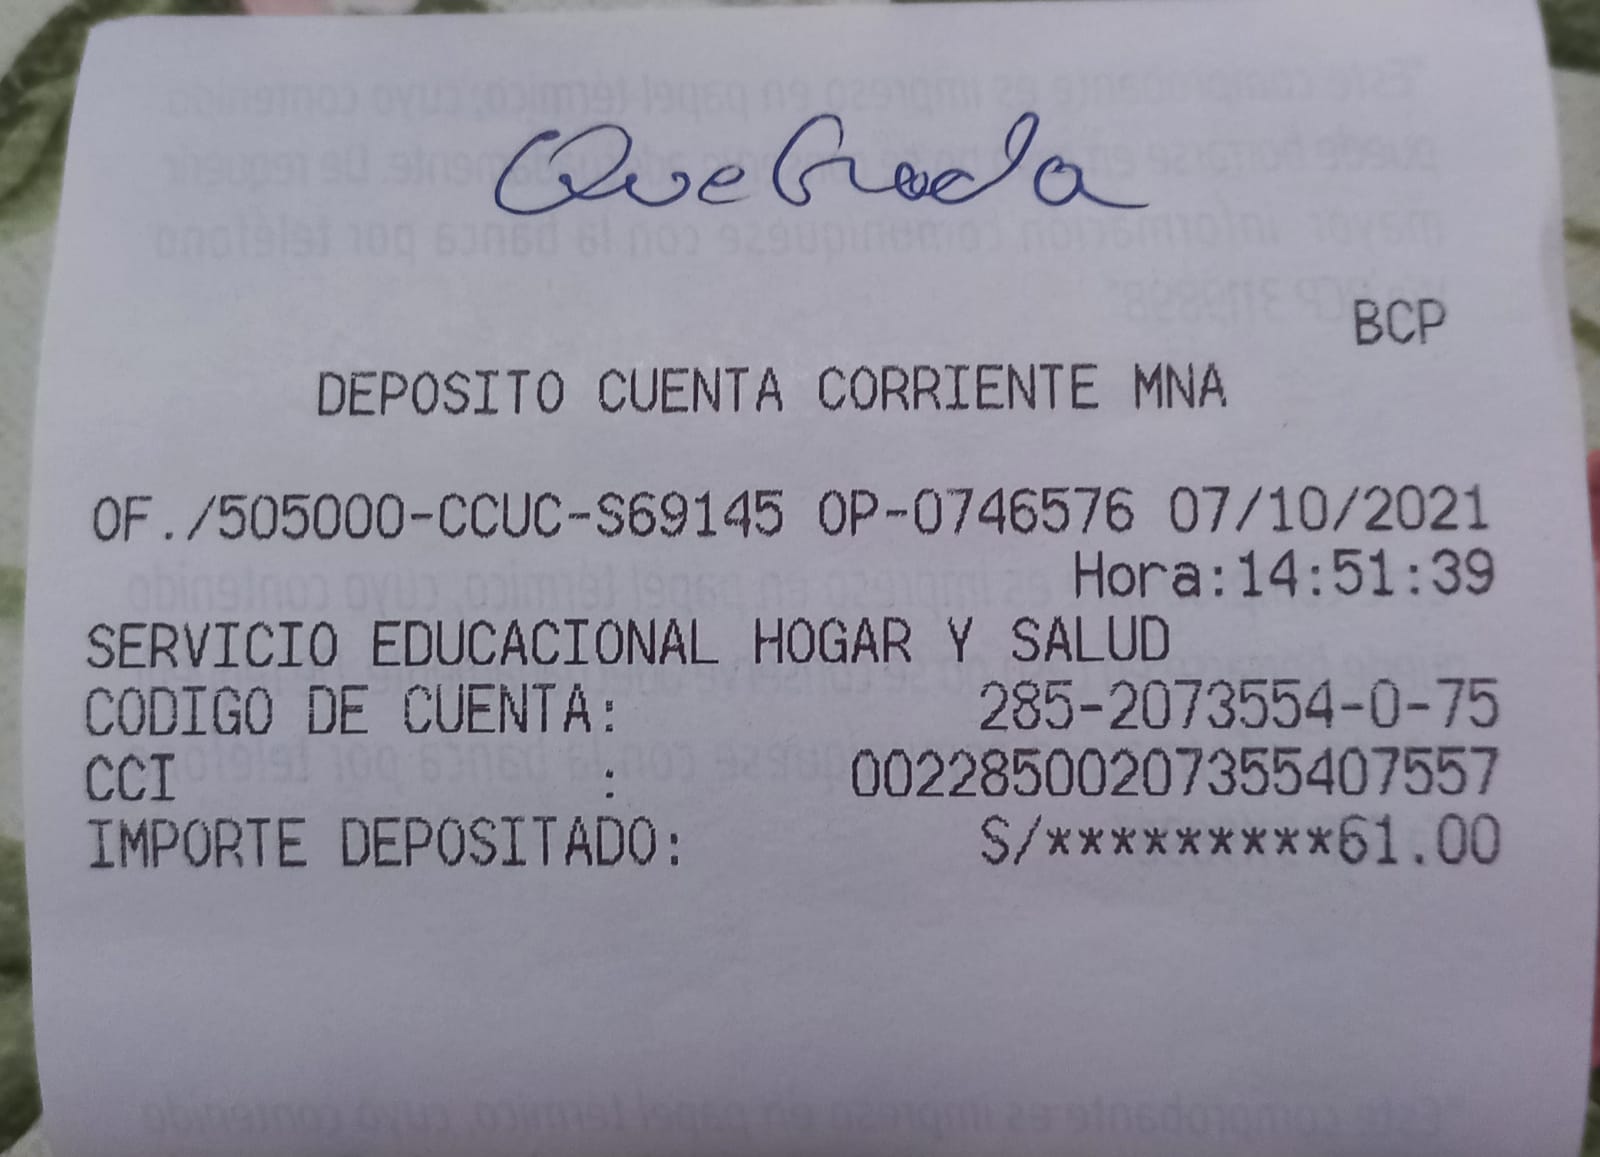 Quebrada
BCP
DEPOSITO CUENTA CORRIENTE MNA
OF./505000-CCUC-S69145 OP-0746576 07/10/2021
Hora:14:51:39
SERVICIO EDUCACIONAL HOGAR Y SALUD
CODIGO DE CUENTA: 285-2073554-0-75
CCI : 00228500207355407557
IMPORTE DEPOSITADO: S/*********61.00